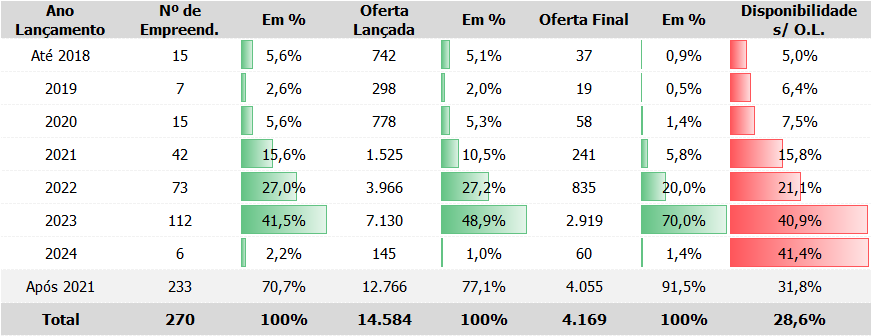 Ano Lançamento Nº de Empreend. Em % Oferta Lançada Em % Oferta Final Em % Disponibilidade s/ O.L.
Até 2018 15 5,6% 742 5,1% 37 0,9% 5,0%
2019 7 2,6% 298 2,0% 19 0,5% 6,4%
2020 15 5,6% 778 5,3% 58 1,4% 7,5%
2021 42 15,6% 1.525 10,5% 241 5,8% 15,8%
2022 73 27,0% 3.966 27,2% 835 20,0% 21,1%
2023 112 41,5% 7.130 48,9% 2.919 70,0% 40,9%
2024 6 2,2% 145 1,0% 60 1,4% 41,4%
Após 2021 233 70,7% 12.766 77,1% 4.055 91,5% 31,8%
Total 270 100% 14.584 100% 4.169 100% 28,6%